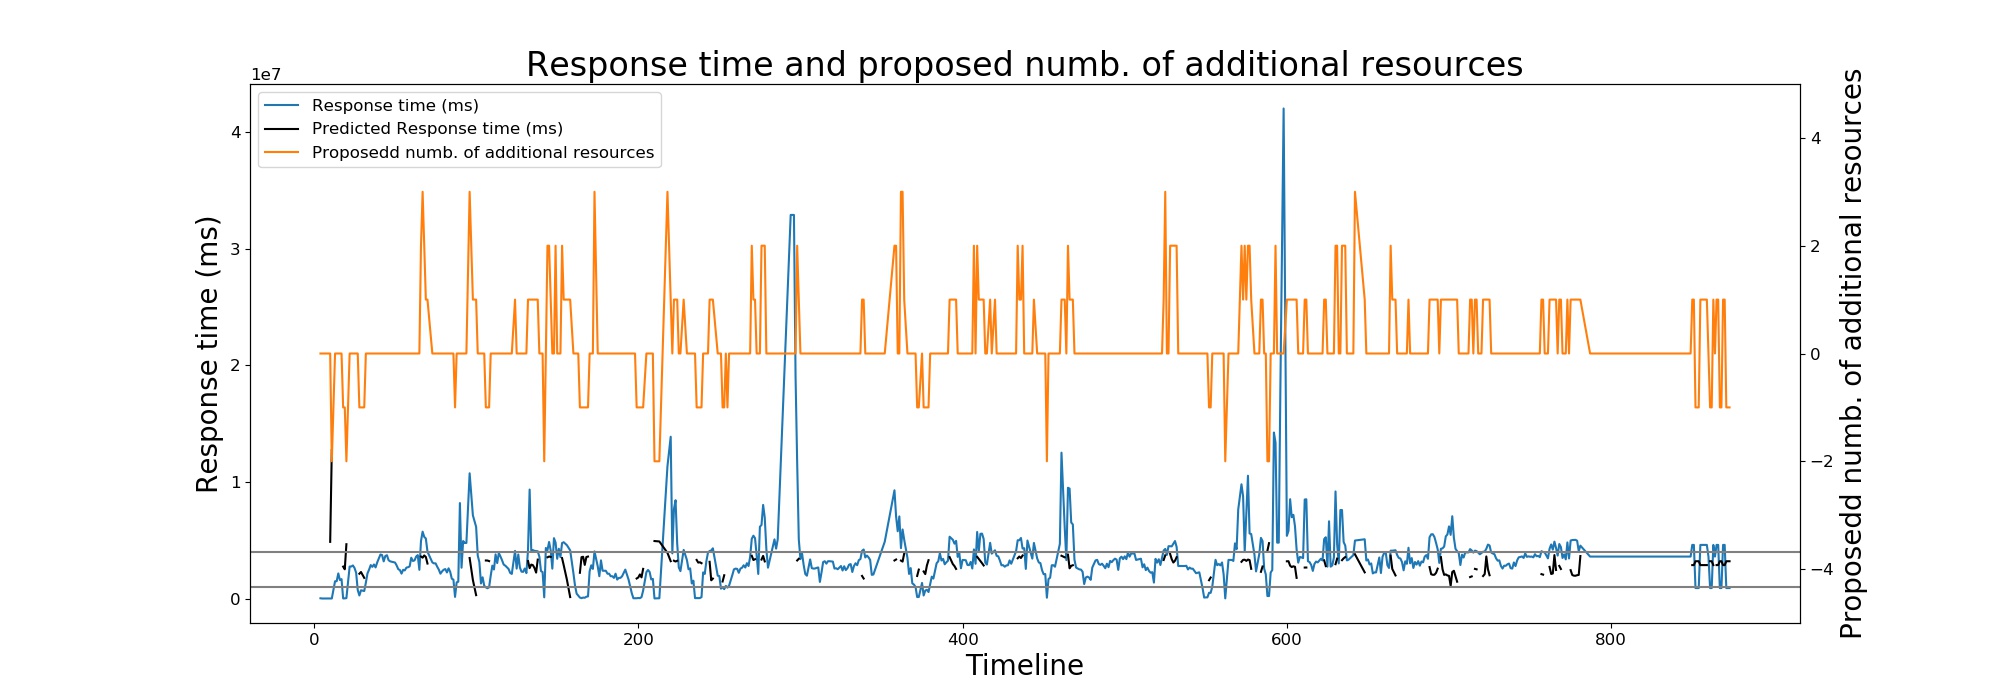 Response time and proposed numb. of additional resources
1e7
Response time (ms)
Predicted Response time (ms)
Proposedd numb. of additional resources
4
3
2
1
0
Response time (ms)
4
2
0
−2
−4
Proposedd numb. of additional resources
0 200 400 600 800
Timeline